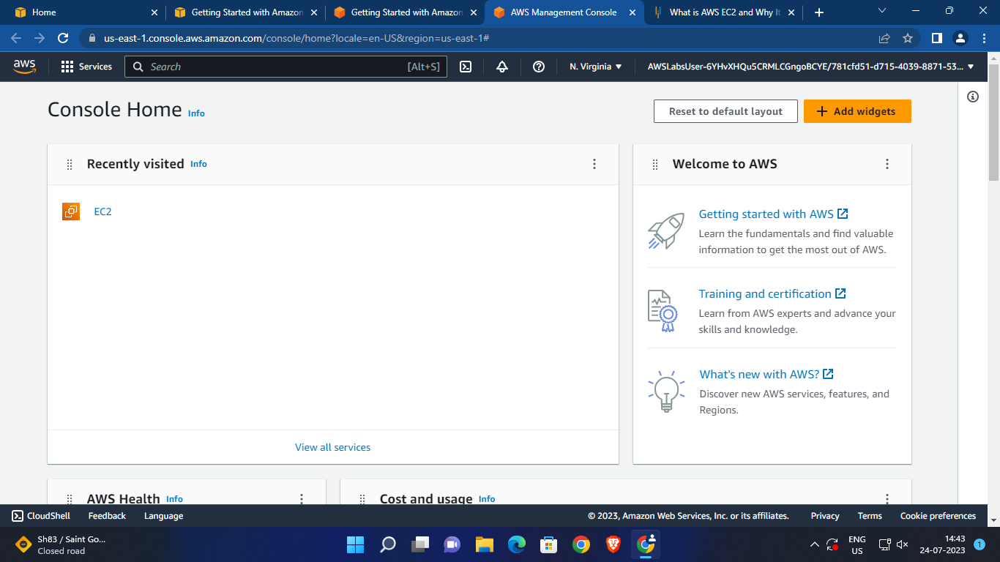 Home
Getting Started with Amazon
Getting Started with Amazon
AWS Management Console
What is AWS EC2 and Why It
us-east-1.console.aws.amazon.com/console/home?locale=en-US&region=us-east-1#
aws
Services
Search
[Alt+S]
N. Virginia
AWSLabsUser-6YHvXHQu5CRMLCGngoBCYE/781cfd51-d715-4039-8871-53...
Console Home Info
Reset to default layout
Add widgets
Recently visited Info
EC2
View all services
Welcome to AWS
Getting started with AWS
Learn the fundamentals and find valuable
information to get the most out of AWS.
Training and certification
Learn from AWS experts and advance your
skills and knowledge.
What's new with AWS?
Discover new AWS services, features, and
Regions.
AWS Health Info
Cost and usage Info
CloudShell
Feedback
Language
© 2023, Amazon Web Services, Inc. or its affiliates.
Privacy
Terms
Cookie preferences
Sh83 / Saint Go...
Closed road
ENG
US
14:43
24-07-2023
1